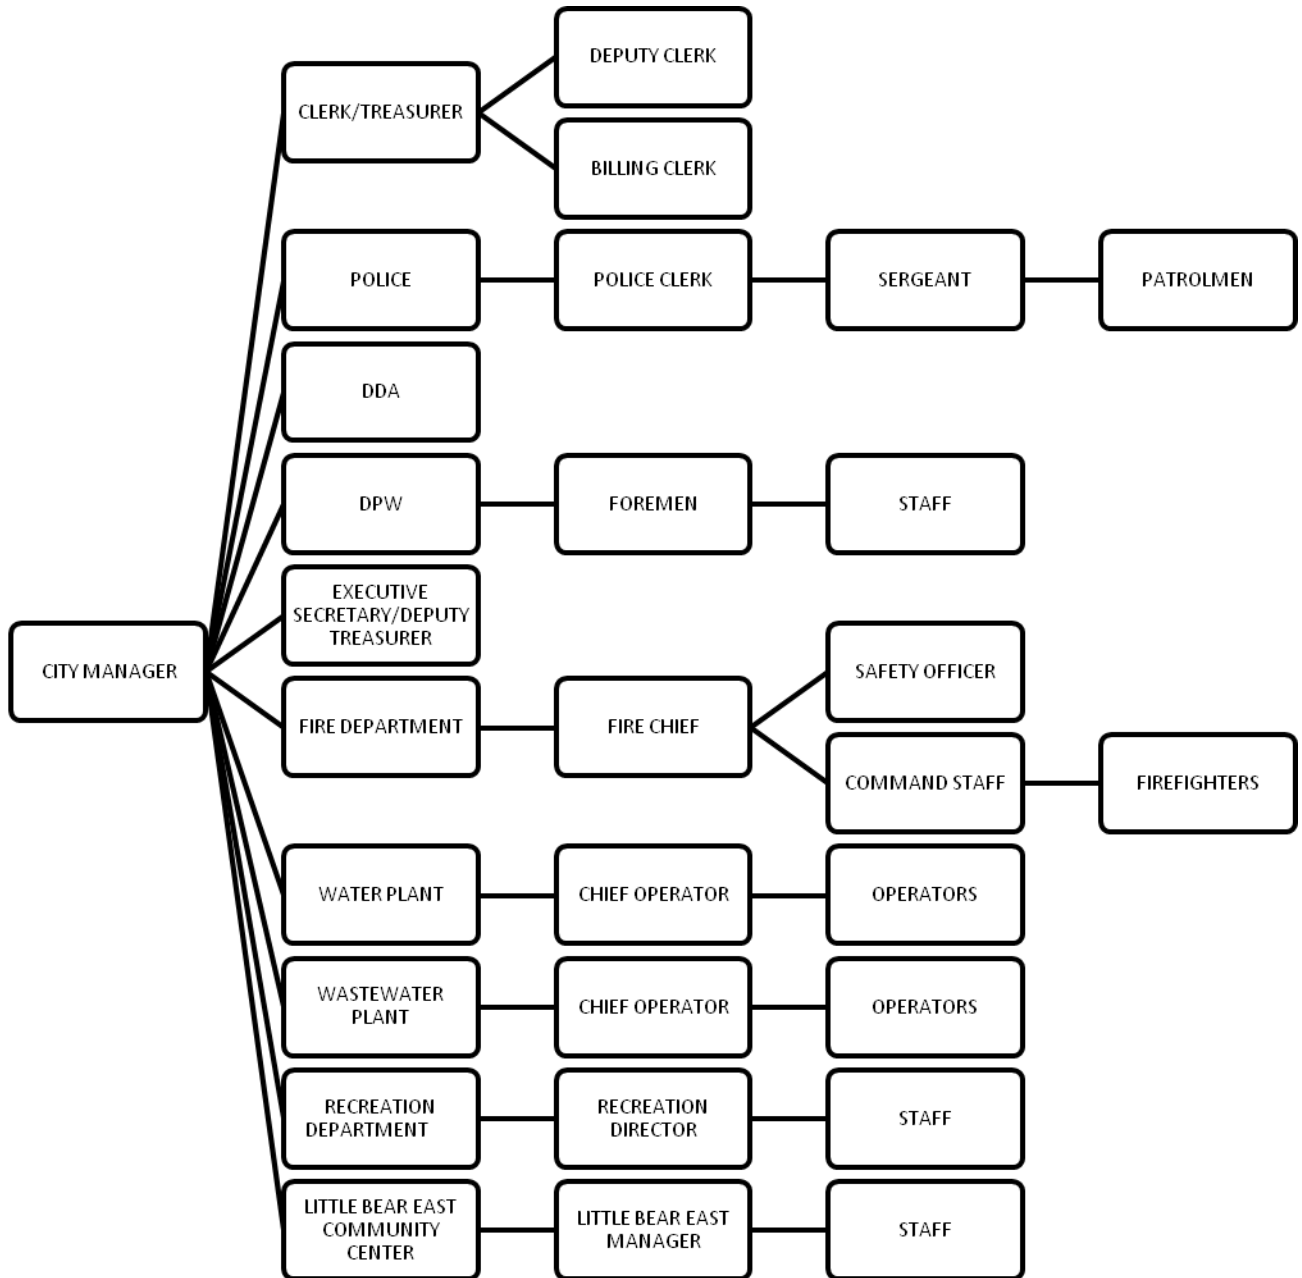 DEPUTY CLERK
CLERK/TREASURER
BILLING CLERK
POLICE
POLICE CLERK
SERGEANT
PATROLMEN
DDA
DPW
FOREMEN
STAFF
EXECUTIVE
SECRETARY/DEPUTY
TREASURER
CITY MANAGER
FIRE DEPARTMENT
FIRE CHIEF
SAFETY OFFICER
COMMAND STAFF
FIREFIGHTERS
WATER PLANT
CHIEF OPERATOR
OPERATORS
WASTEWATER
PLANT
CHIEF OPERATOR
OPERATORS
RECREATION
DEPARTMENT
RECREATION
DIRECTOR
STAFF
LITTLE BEAR EAST
COMMUNITY
CENTER
LITTLE BEAR EAST
MANAGER
STAFF